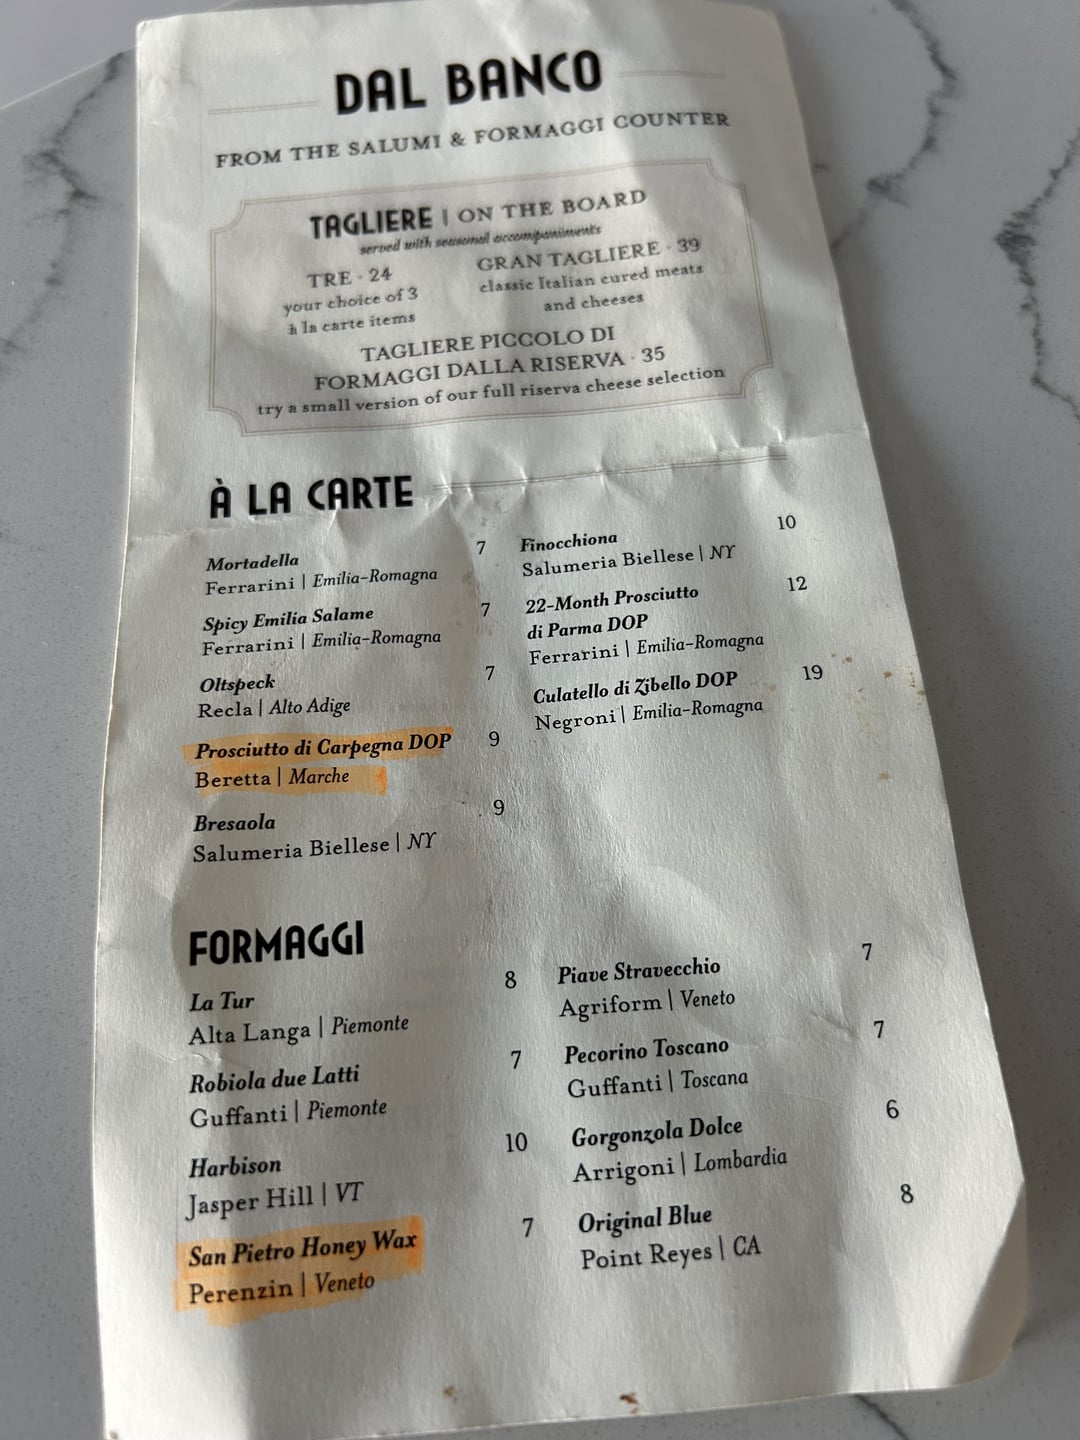 DAL BANCO
FROM THE SALUMI & FORMAGGI COUNTER
TAGLIERE | ON THE BOARD
served with seasonal accompaniments
TRE · 24
your choice of 3
à la carte items
GRAN TAGLIERE · 39
classic Italian cured meats
and cheeses
TAGLIERE PICCOLO DI
FORMAGGI DALLA RISERVA · 35
try a small version of our full riserva cheese selection
À LA CARTE
Mortadella 7
Ferrarini | Emilia-Romagna
Spicy Emilia Salame 7
Ferrarini | Emilia-Romagna
Oltspeck 7
Recla | Alto Adige
Prosciutto di Carpegna DOP 9
Beretta | Marche
Bresaola 9
Salumeria Biellese | NY
Finocchiona 10
Salumeria Biellese | NY
22-Month Prosciutto 12
di Parma DOP
Ferrarini | Emilia-Romagna
Culatello di Zibello DOP 19
Negroni | Emilia-Romagna
FORMAGGI
La Tur 8
Alta Langa | Piemonte
Robiola due Latti 7
Guffanti | Piemonte
Harbison 10
Jasper Hill | VT
San Pietro Honey Wax 7
Perenzin | Veneto
Piave Stravecchio 7
Agriform | Veneto
Pecorino Toscano 7
Guffanti | Toscana
Gorgonzola Dolce 6
Arrigoni | Lombardia
Original Blue 8
Point Reyes | CA